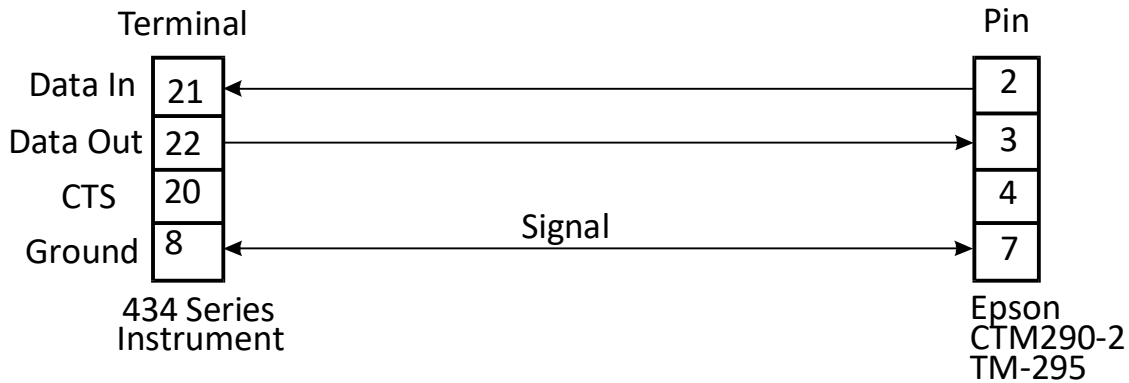 Terminal
Pin
Data In 21 2
Data Out 22 3
CTS 20 4
Ground 8 Signal 7
434 Series
Instrument
Epson
CTM290-2
TM-295